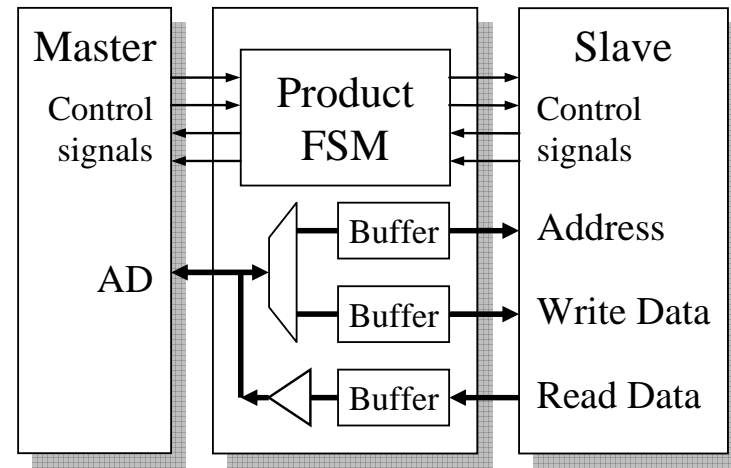 Master
Control
signals
AD
Product
FSM
Buffer
Buffer
Buffer
Slave
Control
signals
Address
Write Data
Read Data